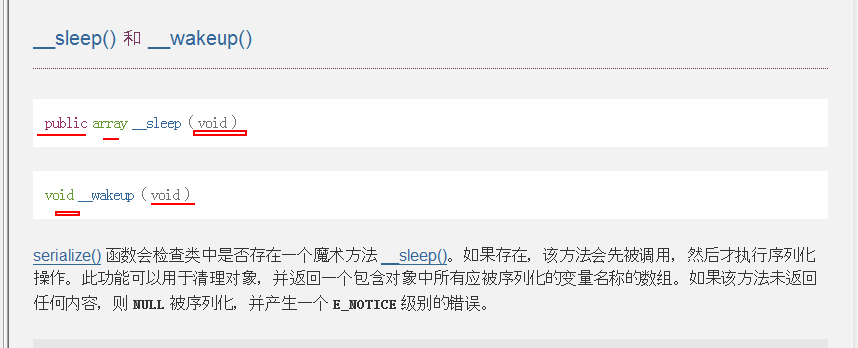 __sleep() 和 __wakeup()
public array __sleep ( void )
void __wakeup ( void )
serialize() 函数会检查类中是否存在一个魔术方法 __sleep()。如果存在，该方法会先被调用，然后才执行序列化
操作。此功能可以用于清理对象，并返回一个包含对象中所有应被序列化的变量名称的数组。如果该方法未返回
任何内容，则 NULL 被序列化，并产生一个 E_NOTICE 级别的错误。